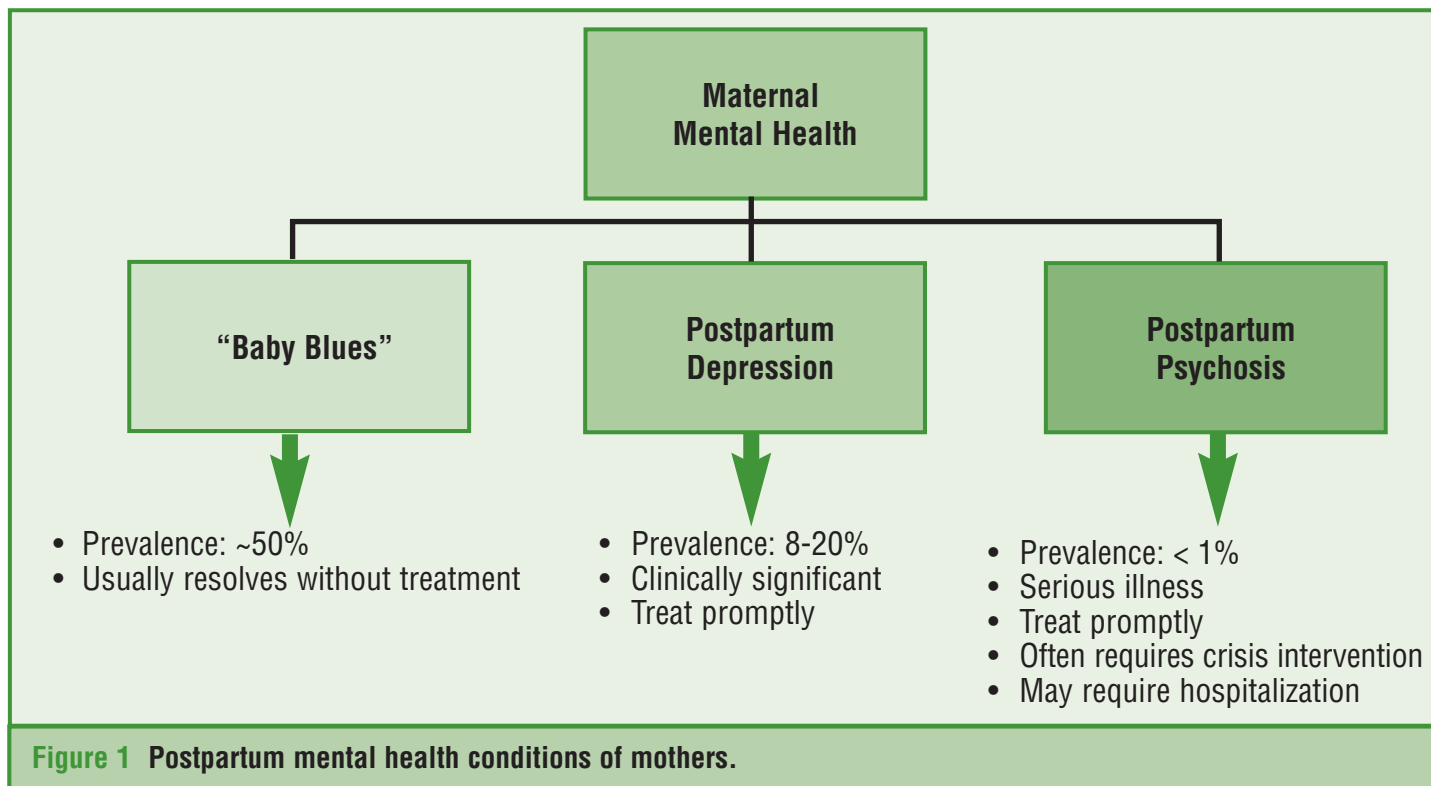 Maternal
Mental Health
“Baby Blues”
Postpartum
Depression
Postpartum
Psychosis
• Prevalence: ~50%
• Usually resolves without treatment
• Prevalence: 8-20%
• Clinically significant
• Treat promptly
• Prevalence: < 1%
• Serious illness
• Treat promptly
• Often requires crisis intervention
• May require hospitalization
Figure 1 Postpartum mental health conditions of mothers.